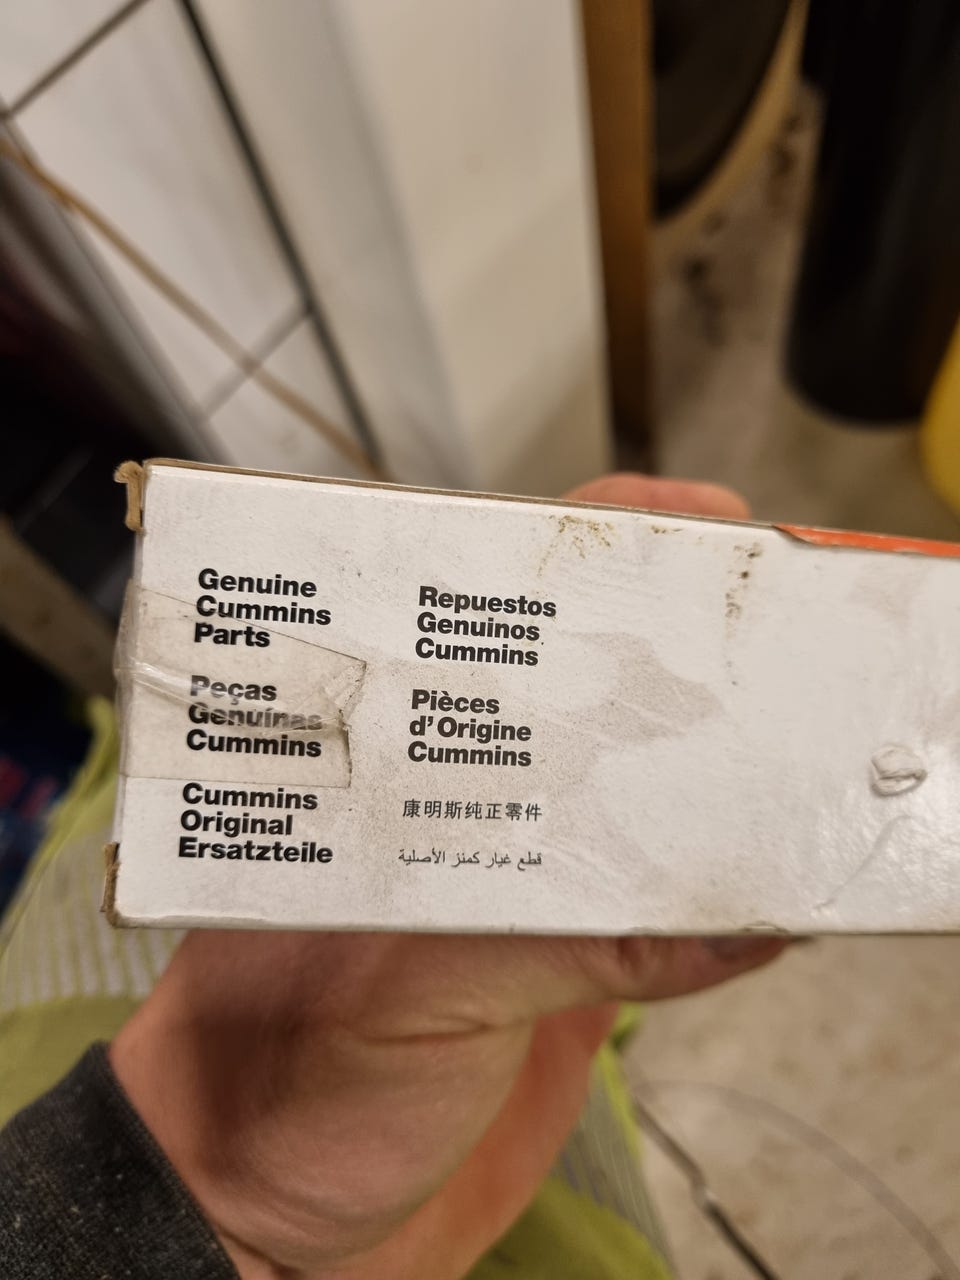 Genuine
Cummins
Parts
Peças
Genuínas
Cummins
Cummins
Original
Ersatzteile
Repuestos
Genuinos
Cummins
Pièces
d'Origine
Cummins
康明斯纯正零件
قطع غيار كمنز الأصلية